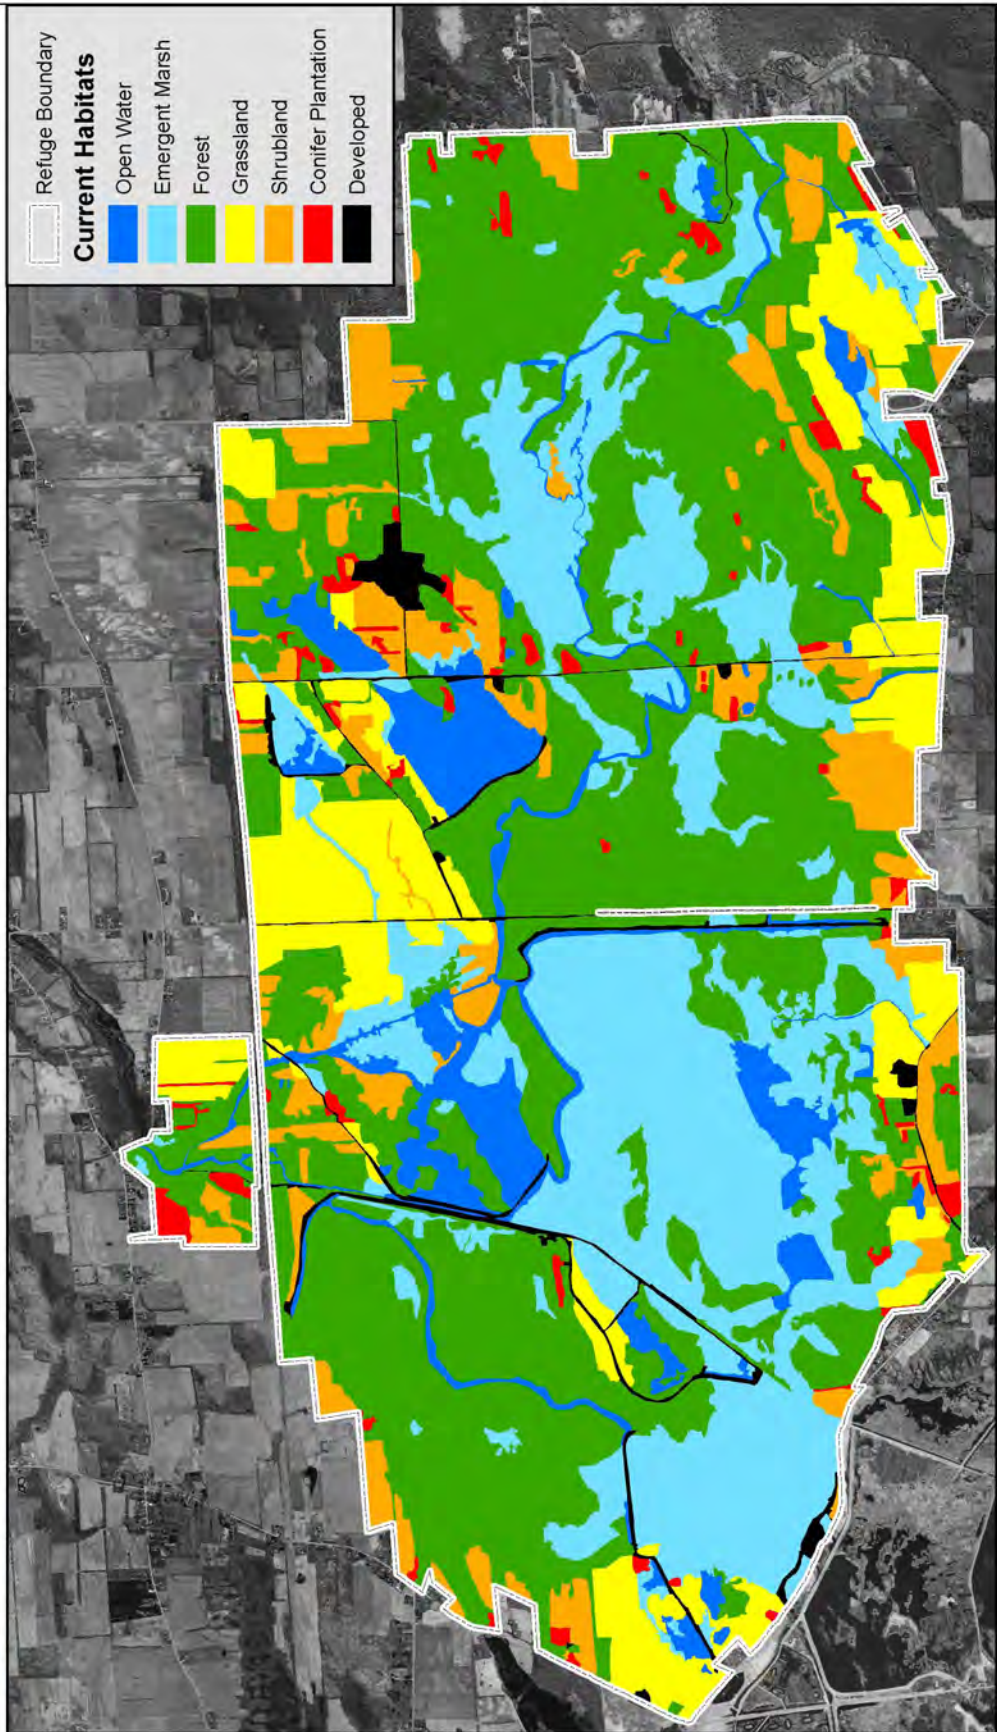 Refuge Boundary
Current Habitats
Open Water
Emergent Marsh
Forest
Grassland
Shrubland
Conifer Plantation
Developed